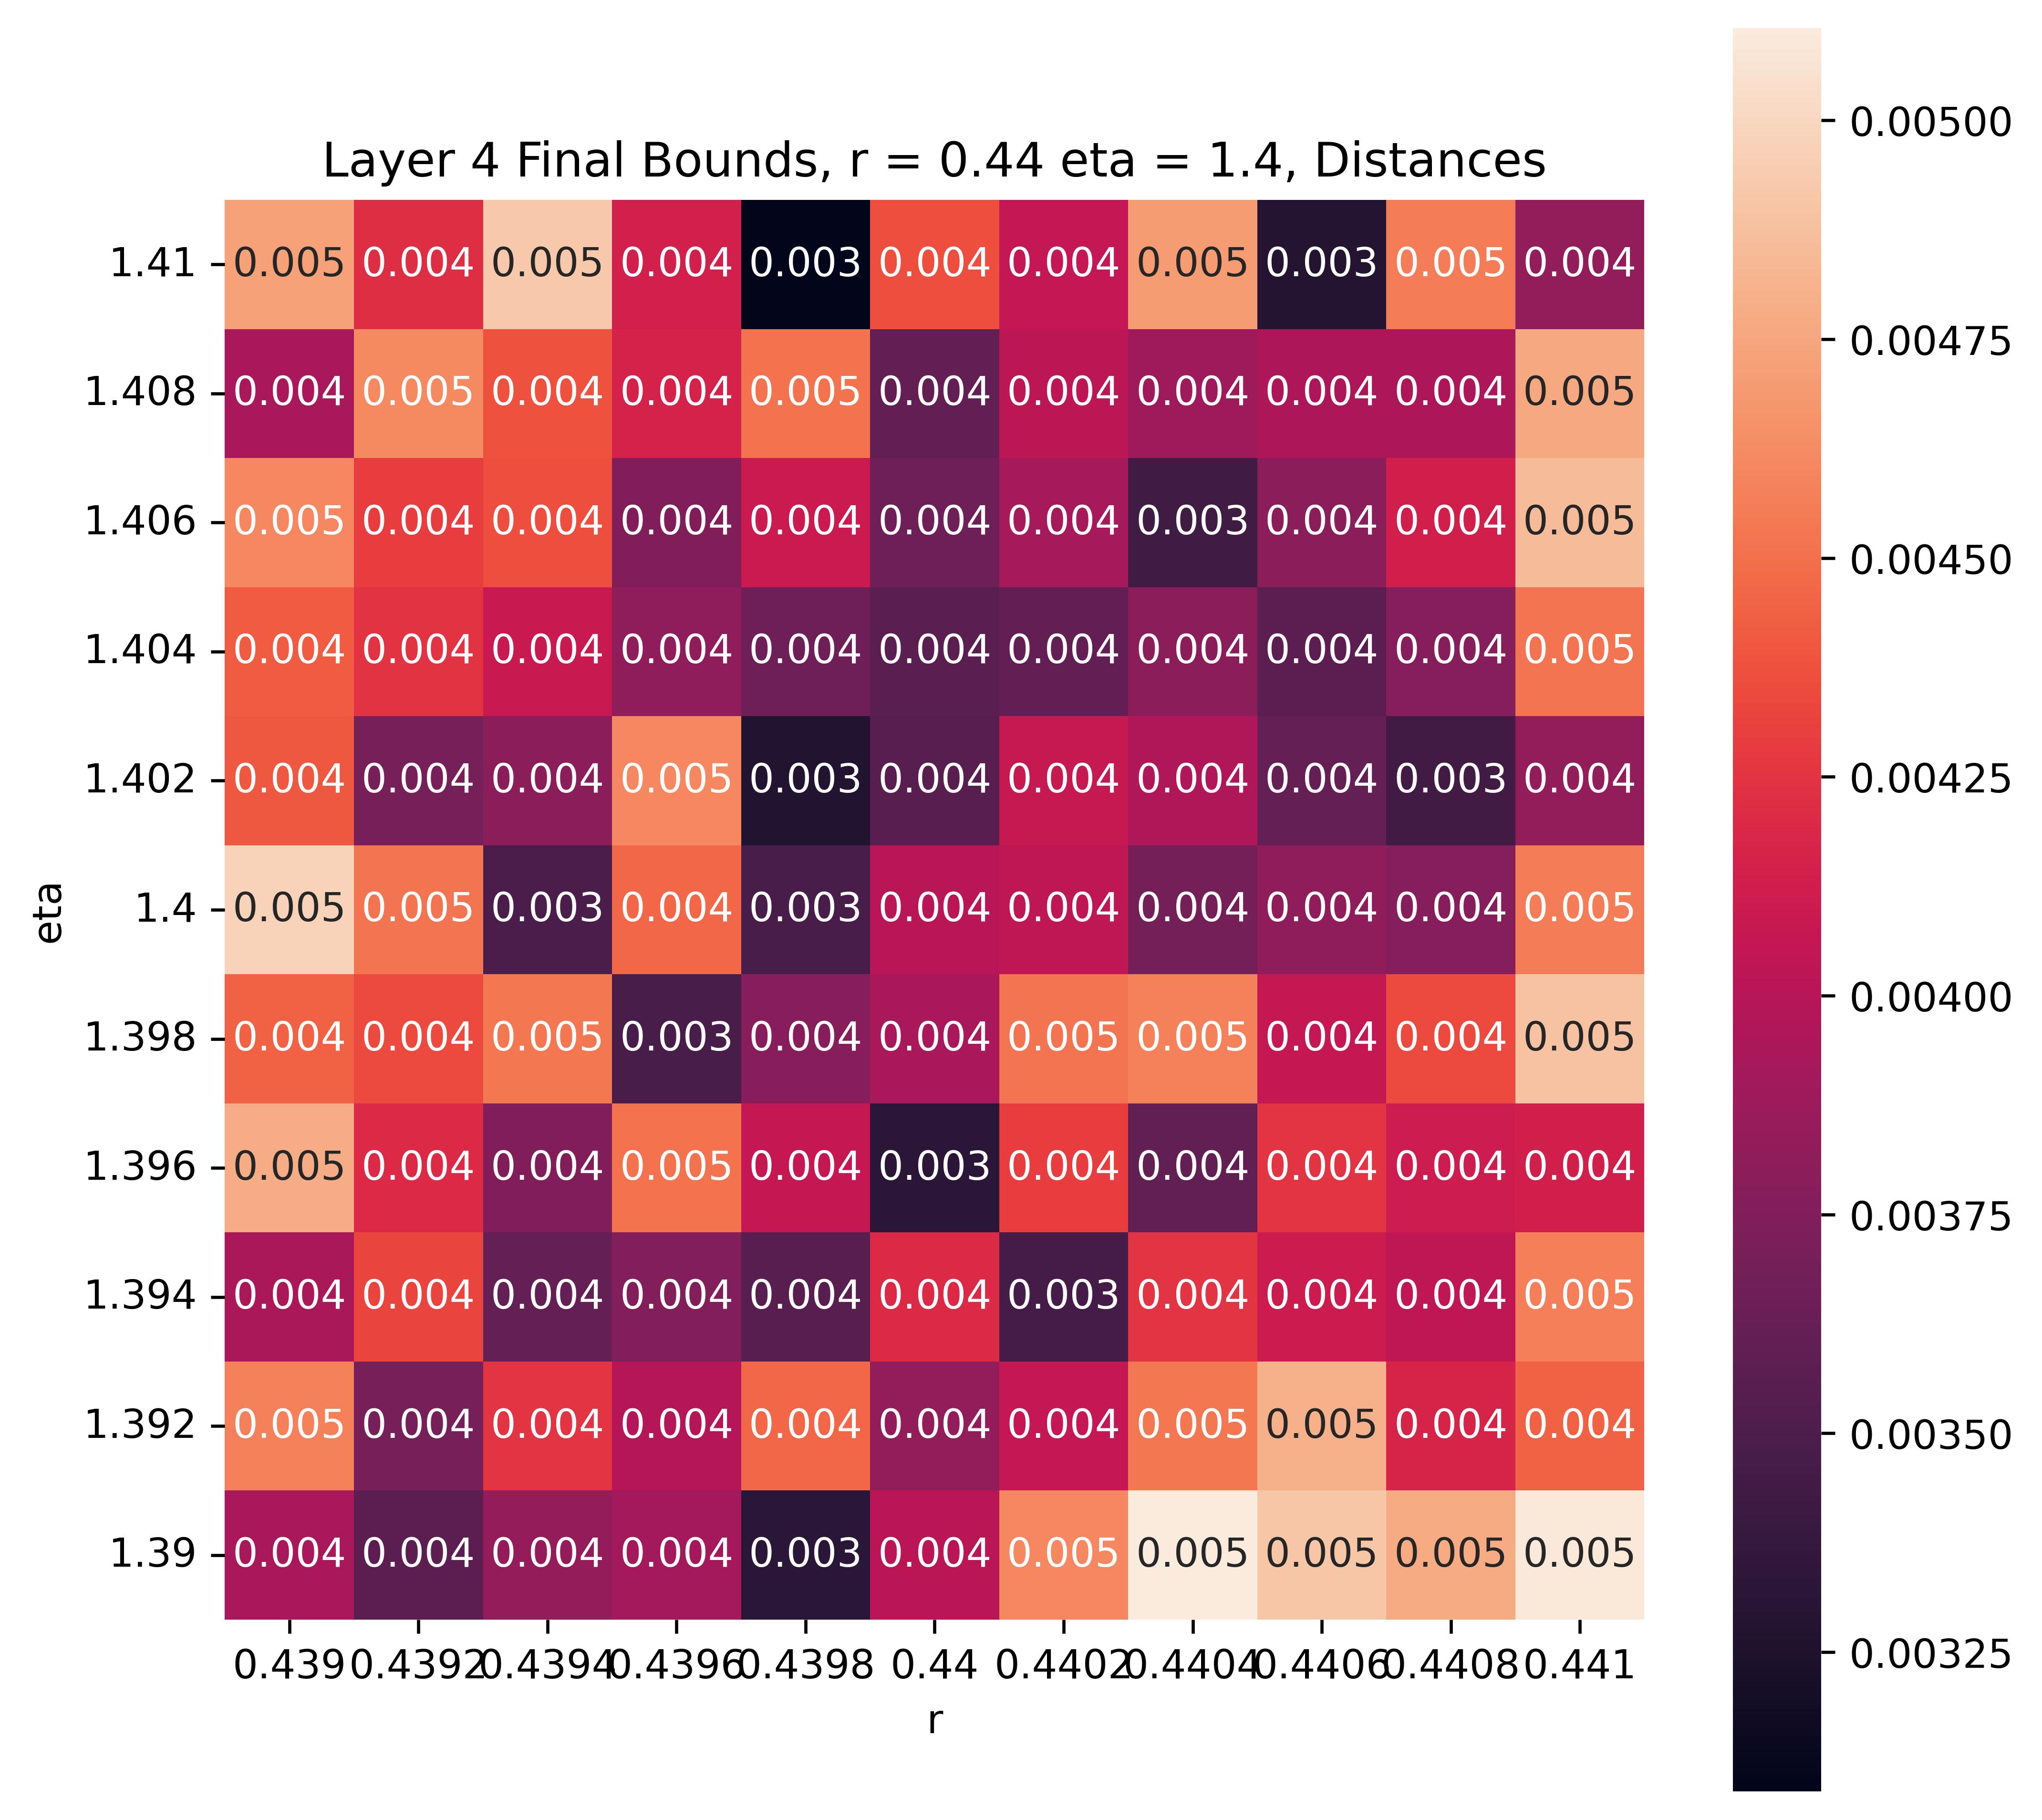 Layer 4 Final Bounds, r = 0.44 eta = 1.4, Distances
1.41 0.005 0.004 0.005 0.004 0.003 0.004 0.004 0.005 0.003 0.005 0.004
1.408 0.004 0.005 0.004 0.004 0.005 0.004 0.004 0.004 0.004 0.004 0.005
1.406 0.005 0.004 0.004 0.004 0.004 0.004 0.004 0.003 0.004 0.004 0.005
1.404 0.004 0.004 0.004 0.004 0.004 0.004 0.004 0.004 0.004 0.004 0.005
1.402 0.004 0.004 0.004 0.005 0.003 0.004 0.004 0.004 0.004 0.003 0.004
1.4 0.005 0.005 0.003 0.004 0.003 0.004 0.004 0.004 0.004 0.004 0.005
1.398 0.004 0.004 0.005 0.003 0.004 0.004 0.005 0.005 0.004 0.004 0.005
1.396 0.005 0.004 0.004 0.005 0.004 0.003 0.004 0.004 0.004 0.004 0.004
1.394 0.004 0.004 0.004 0.004 0.004 0.004 0.003 0.004 0.004 0.004 0.005
1.392 0.005 0.004 0.004 0.004 0.004 0.004 0.004 0.005 0.005 0.004 0.004
1.39 0.004 0.004 0.004 0.004 0.003 0.004 0.005 0.005 0.005 0.005 0.005
0.439 0.4392 0.4394 0.4396 0.4398 0.44 0.4402 0.4404 0.4406 0.4408 0.441
r
eta
0.00500
0.00475
0.00450
0.00425
0.00400
0.00375
0.00350
0.00325